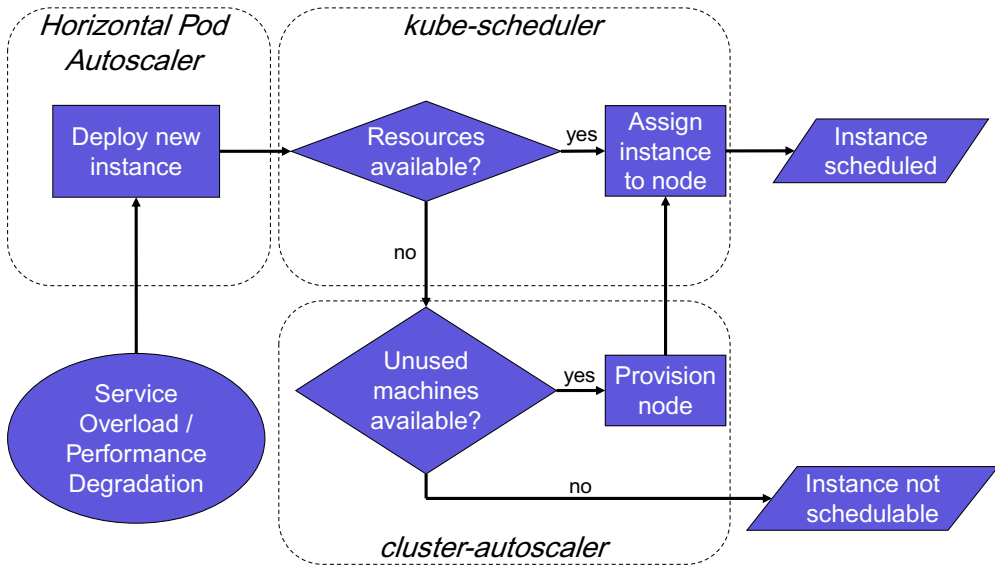 Horizontal Pod
Autoscaler
kube-scheduler
Deploy new
instance
Resources
available?
yes
Assign
instance
to node
Instance
scheduled
no
Service
Overload /
Performance
Degradation
Unused
machines
available?
yes
Provision
node
no
Instance not
schedulable
cluster-autoscaler